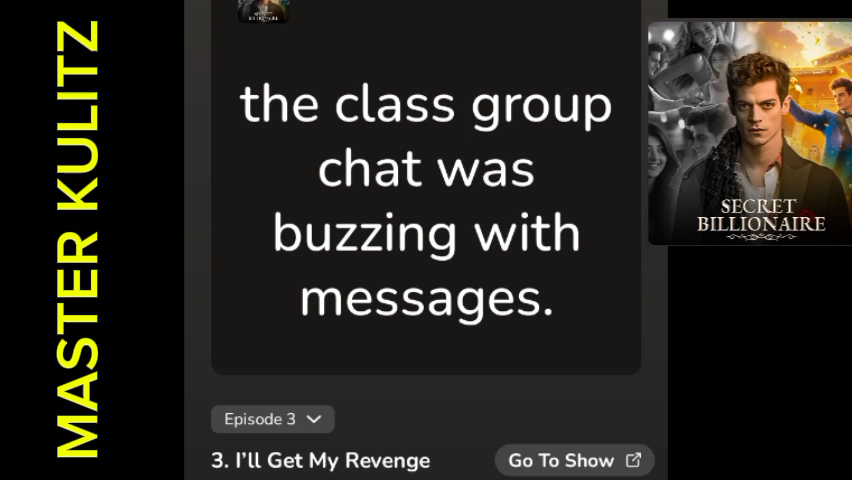 MASTER KULITZ
the class group
chat was
buzzing with
messages.
Episode 3
3. I'll Get My Revenge
Go To Show
SECRET
BILLIONAIRE